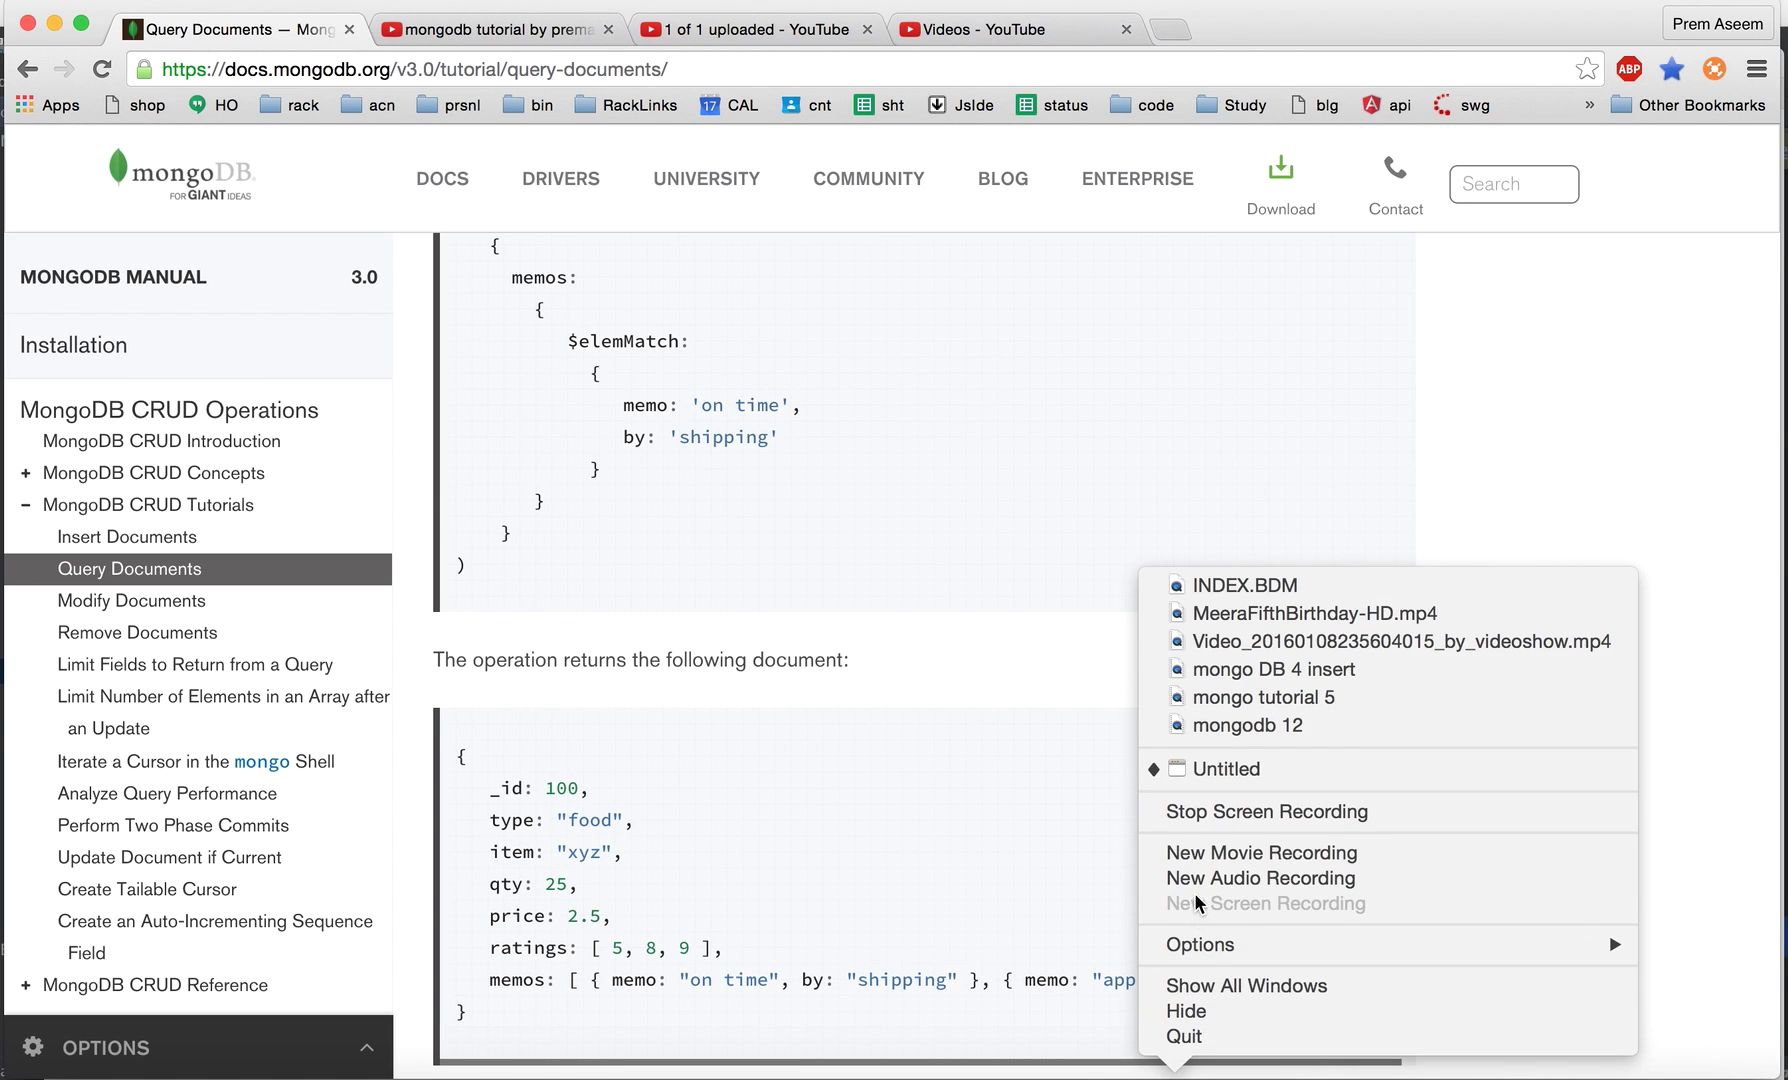 Query Documents — Mong
mongodb tutorial by prema
1 of 1 uploaded - YouTube
Videos - YouTube
Prem Aseem
https://docs.mongodb.org/v3.0/tutorial/query-documents/
ABP
Apps shop HO rack acn prsnl bin RackLinks 17 CAL cnt sht Jslde status code Study blg api swg » Other Bookmarks
mongoDB.
FOR GIANT IDEAS
DOCS DRIVERS UNIVERSITY COMMUNITY BLOG ENTERPRISE
Download
Contact
Search
MONGODB MANUAL 3.0
Installation
MongoDB CRUD Operations
MongoDB CRUD Introduction
+ MongoDB CRUD Concepts
− MongoDB CRUD Tutorials
Insert Documents
Query Documents
Modify Documents
Remove Documents
Limit Fields to Return from a Query
Limit Number of Elements in an Array after
an Update
Iterate a Cursor in the mongo Shell
Analyze Query Performance
Perform Two Phase Commits
Update Document if Current
Create Tailable Cursor
Create an Auto-Incrementing Sequence
Field
+ MongoDB CRUD Reference
OPTIONS
{
memos:
{
$elemMatch:
{
memo: 'on time',
by: 'shipping'
}
}
}
)
The operation returns the following document:
{
_id: 100,
type: "food",
item: "xyz",
qty: 25,
price: 2.5,
ratings: [ 5, 8, 9 ],
memos: [ { memo: "on time", by: "shipping" }, { memo: "app
}
INDEX.BDM
MeeraFifthBirthday-HD.mp4
Video_20160108235604015_by_videoshow.mp4
mongo DB 4 insert
mongo tutorial 5
mongodb 12
Untitled
Stop Screen Recording
New Movie Recording
New Audio Recording
New Screen Recording
Options
Show All Windows
Hide
Quit